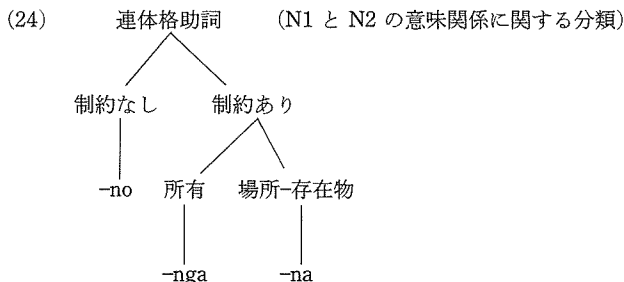 (24) 連体格助詞 (N1 と N2 の意味関係に関する分類)
制約なし 制約あり
-no 所有 場所-存在物
-nga -na